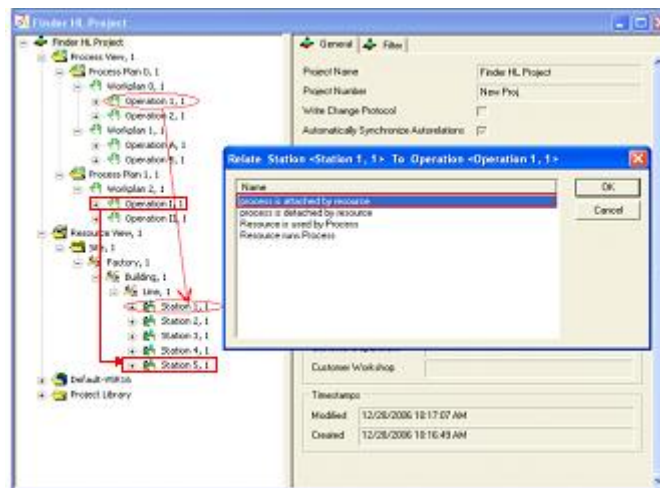 Finder HL Project
Finder HL Project
Process View, 1
Process Plan 0, 1
Workplan 0, 1
Operation 1, 1
Operation 2, 1
Workplan 1, 1
Operation A, 1
Operation B, 1
Process Plan 1, 1
Workplan 2, 1
Operation I, 1
Operation II, 1
Resource View, 1
Site, 1
Factory, 1
Building, 1
Line, 1
Station 1, 1
Station 2, 1
Station 3, 1
Station 4, 1
Station 5, 1
Project Library
General
Filter
Project Name
Finder HL Project
Project Number
New Proj
Write Change Protocol
Automatically Synchronize Autorelations
Relate Station <Station 1, 1> To Operation <Operation 1, 1>
Name
process is attached by resource
process is detached by resource
Resource is used by Process
Resource runs Process
OK
Cancel
Customer Workshop
Timestamps
Modified 12/28/2006 10:17:07 AM
Created 12/28/2006 10:16:49 AM